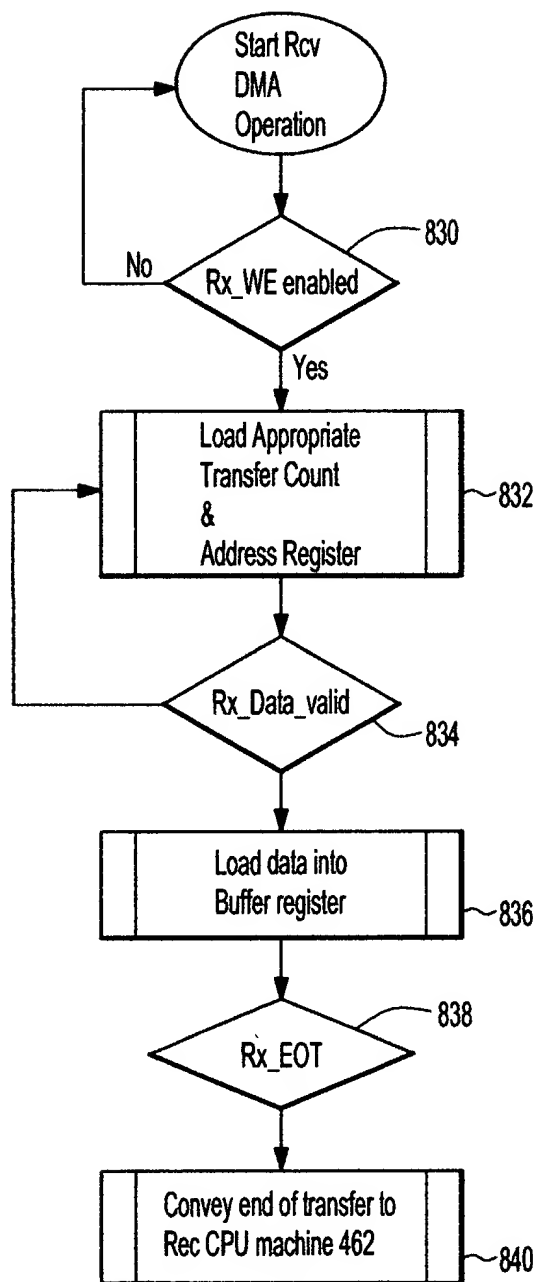 Start Rcv
DMA
Operation
830
No
Rx_WE enabled
Yes
Load Appropriate
Transfer Count
&
Address Register
832
Rx_Data_valid
834
Load data into
Buffer register
836
838
Rx_EOT
Convey end of transfer to
Rec CPU machine 462
840